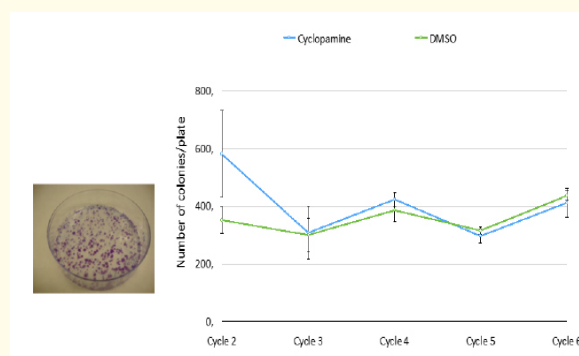 Cyclopamine DMSO
Number of colonies/plate
800,
600,
400,
200,
0,
Cycle 2 Cycle 3 Cycle 4 Cycle 5 Cycle 6